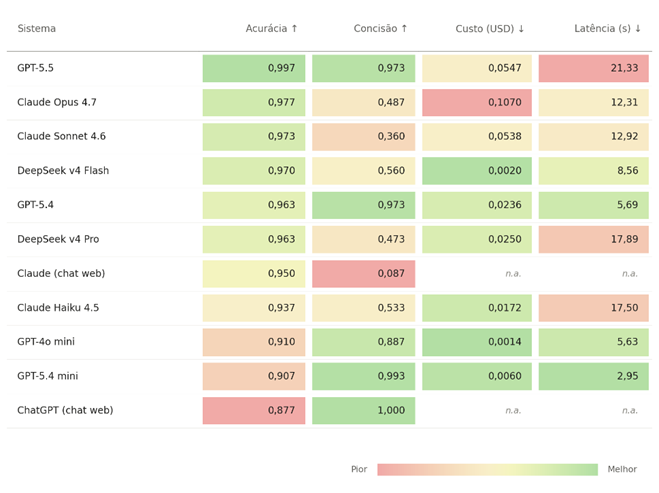 Sistema Acurácia ↑ Concisão ↑ Custo (USD) ↓ Latência (s) ↓
GPT-5.5 0,997 0,973 0,0547 21,33
Claude Opus 4.7 0,977 0,487 0,1070 12,31
Claude Sonnet 4.6 0,973 0,360 0,0538 12,92
DeepSeek v4 Flash 0,970 0,560 0,0020 8,56
GPT-5.4 0,963 0,973 0,0236 5,69
DeepSeek v4 Pro 0,963 0,473 0,0250 17,89
Claude (chat web) 0,950 0,087 n.a. n.a.
Claude Haiku 4.5 0,937 0,533 0,0172 17,50
GPT-4o mini 0,910 0,887 0,0014 5,63
GPT-5.4 mini 0,907 0,993 0,0060 2,95
ChatGPT (chat web) 0,877 1,000 n.a. n.a.
Pior Melhor